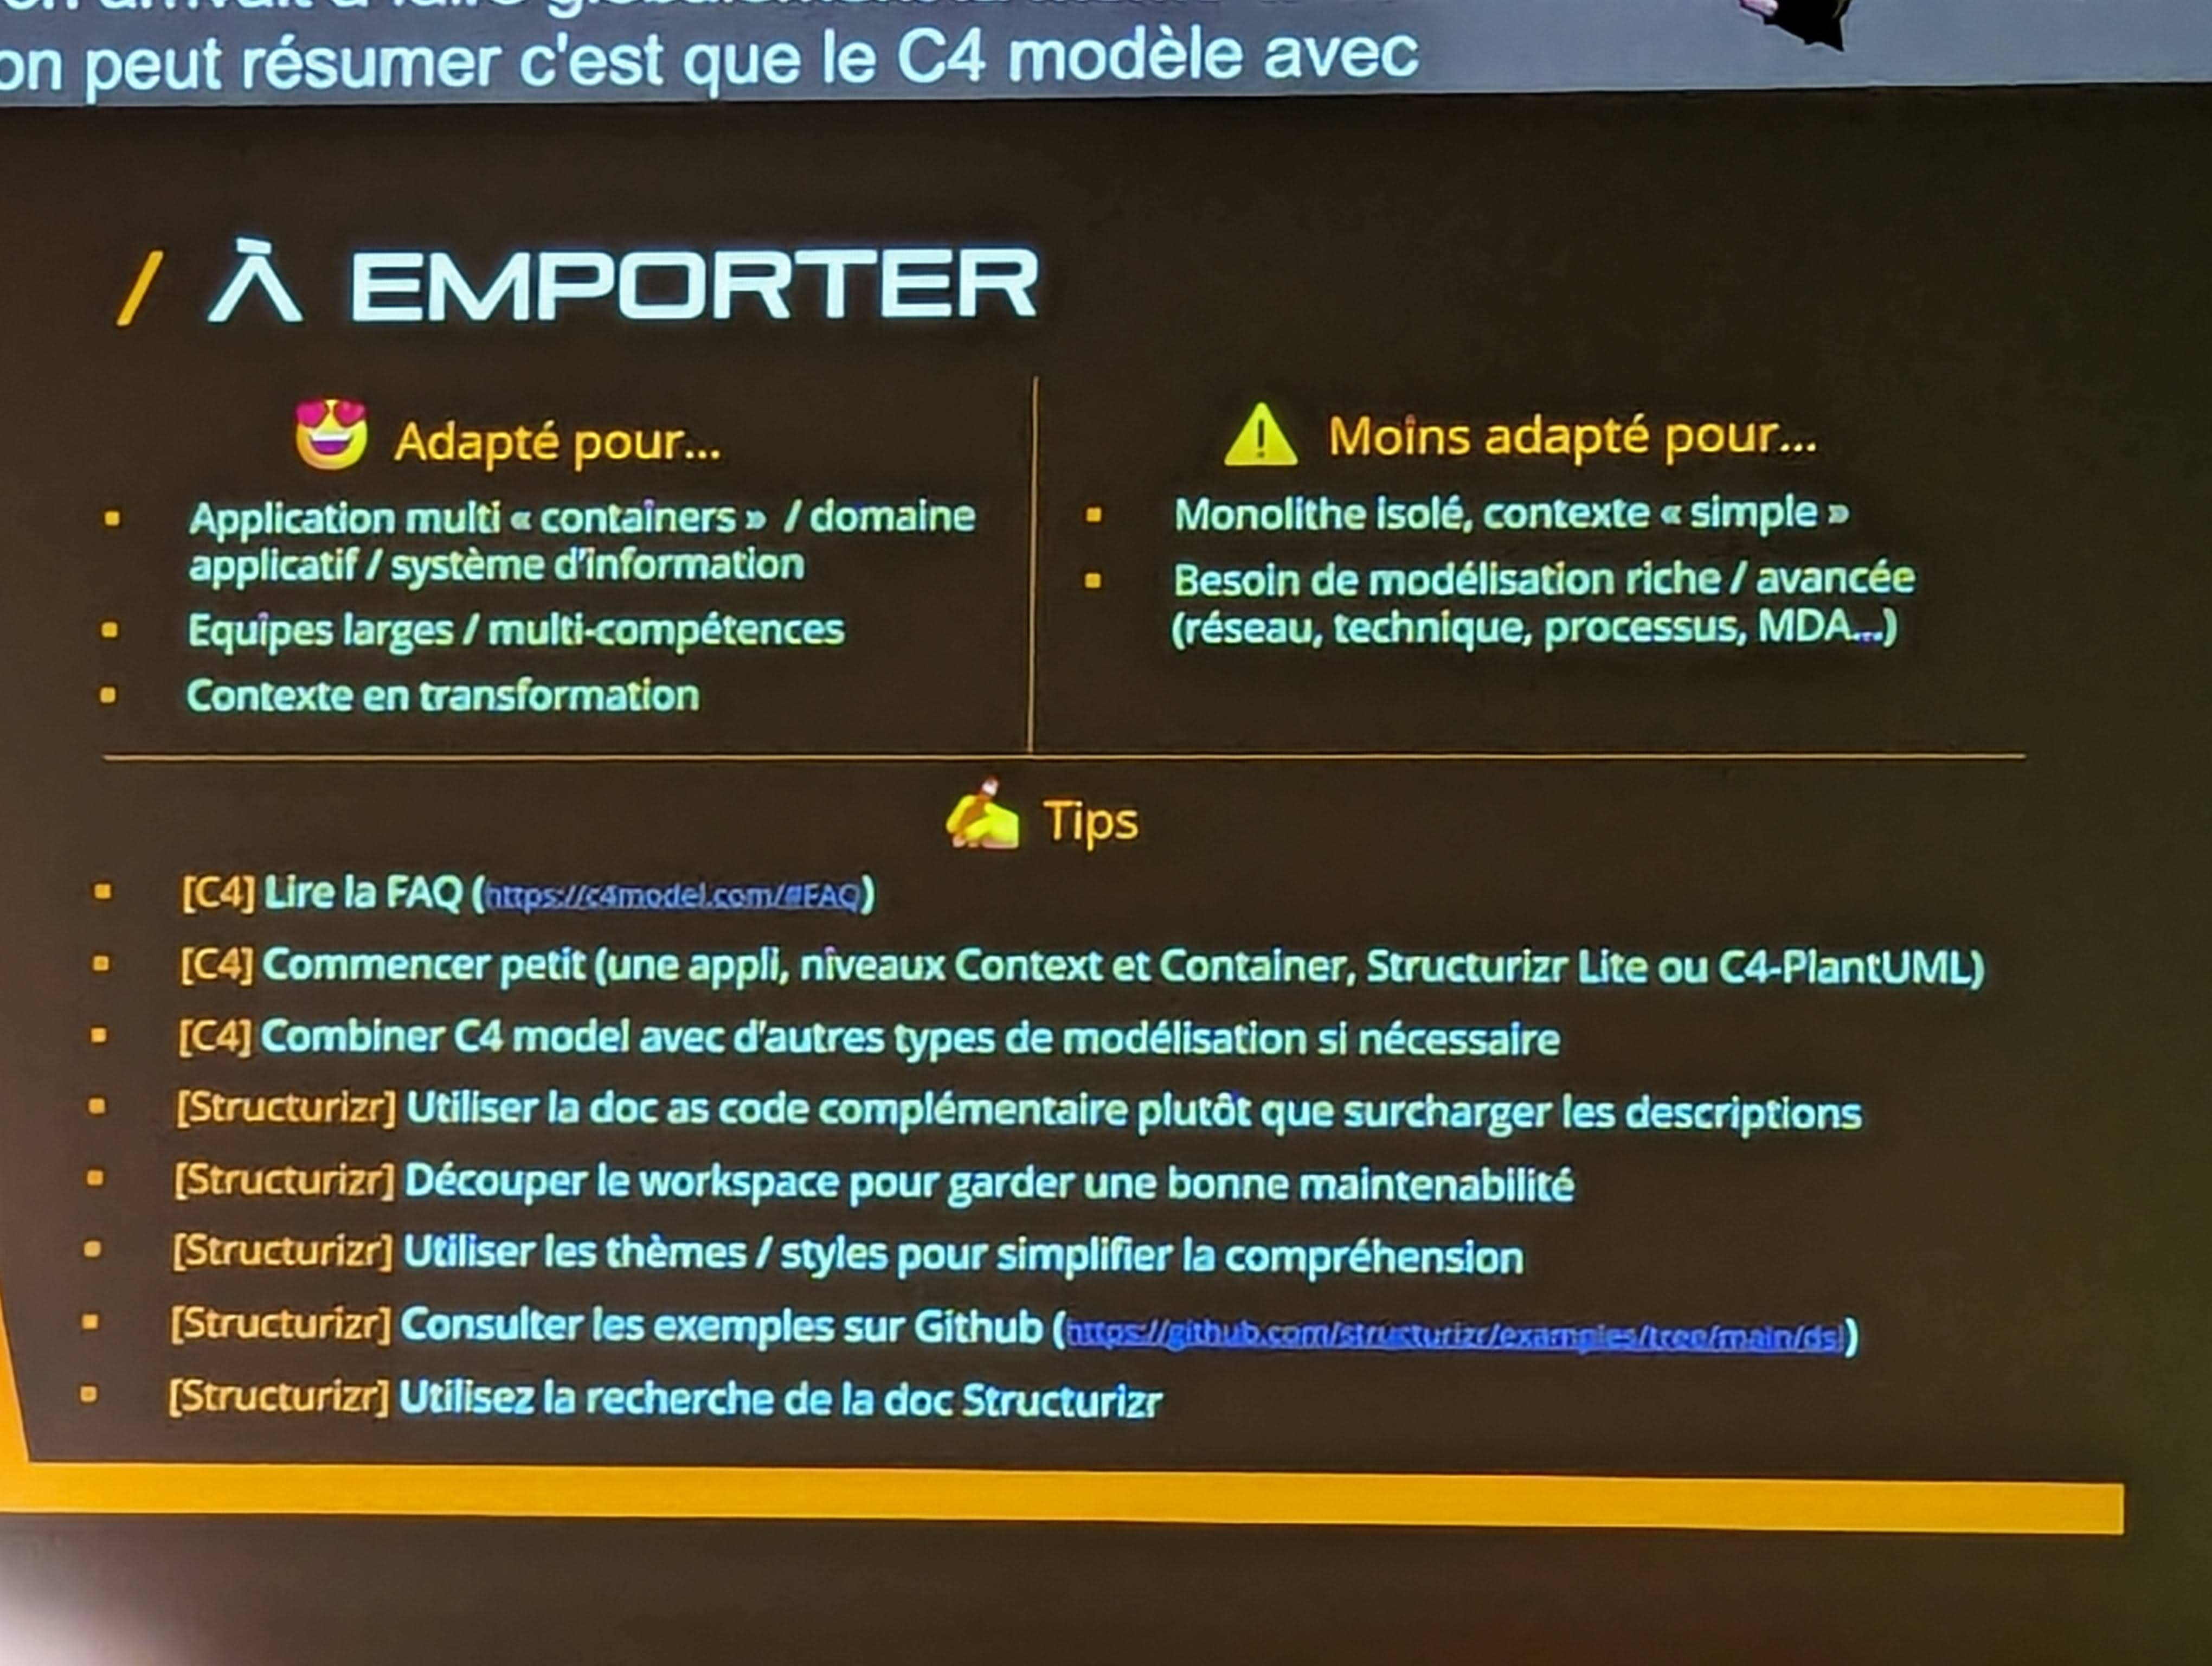 on peut résumer c'est que le C4 modèle avec
/ À EMPORTER
Adapté pour...
Application multi « containers » / domaine
applicatif / système d'information
Equipes larges / multi-compétences
Contexte en transformation
Moins adapté pour...
Monolithe isolé, contexte « simple »
Besoin de modélisation riche / avancée
(réseau, technique, processus, MDA...)
Tips
[C4] Lire la FAQ (https://c4model.com/#FAQ)
[C4] Commencer petit (une appli, niveaux Context et Container, Structurizr Lite ou C4-PlantUML)
[C4] Combiner C4 model avec d'autres types de modélisation si nécessaire
[Structurizr] Utiliser la doc as code complémentaire plutôt que surcharger les descriptions
[Structurizr] Découper le workspace pour garder une bonne maintenabilité
[Structurizr] Utiliser les thèmes / styles pour simplifier la compréhension
[Structurizr] Consulter les exemples sur Github (https://github.com/structurizr/examples/tree/main/dsl)
[Structurizr] Utilisez la recherche de la doc Structurizr